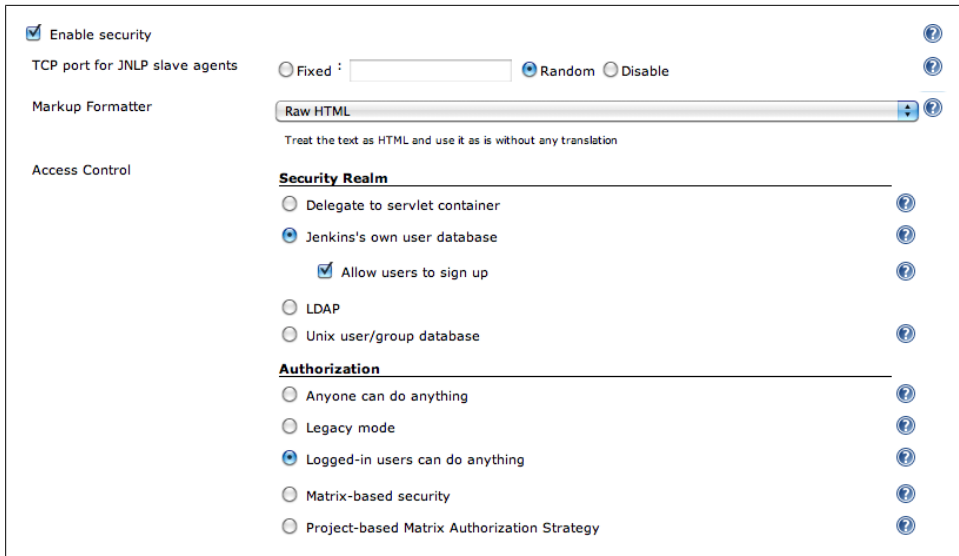 Enable security
TCP port for JNLP slave agents
Fixed :
Random
Disable
Markup Formatter
Raw HTML
Treat the text as HTML and use it as is without any translation
Access Control
Security Realm
Delegate to servlet container
Jenkins's own user database
Allow users to sign up
LDAP
Unix user/group database
Authorization
Anyone can do anything
Legacy mode
Logged-in users can do anything
Matrix-based security
Project-based Matrix Authorization Strategy